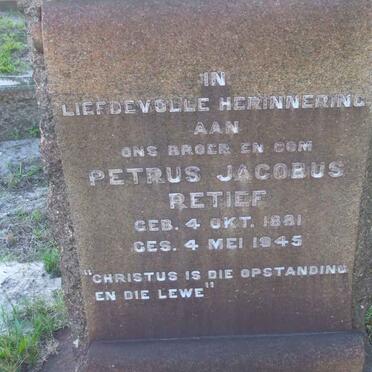 IN
LIEFDEVOLLE HERINNERING
AAN
ONS BROER EN OOM
PETRUS JACOBUS
RETIEF
GEB. 4 OKT. 1881
GES. 4 MEI 1945
"CHRISTUS IS DIE OPSTANDING
EN DIE LEWE"